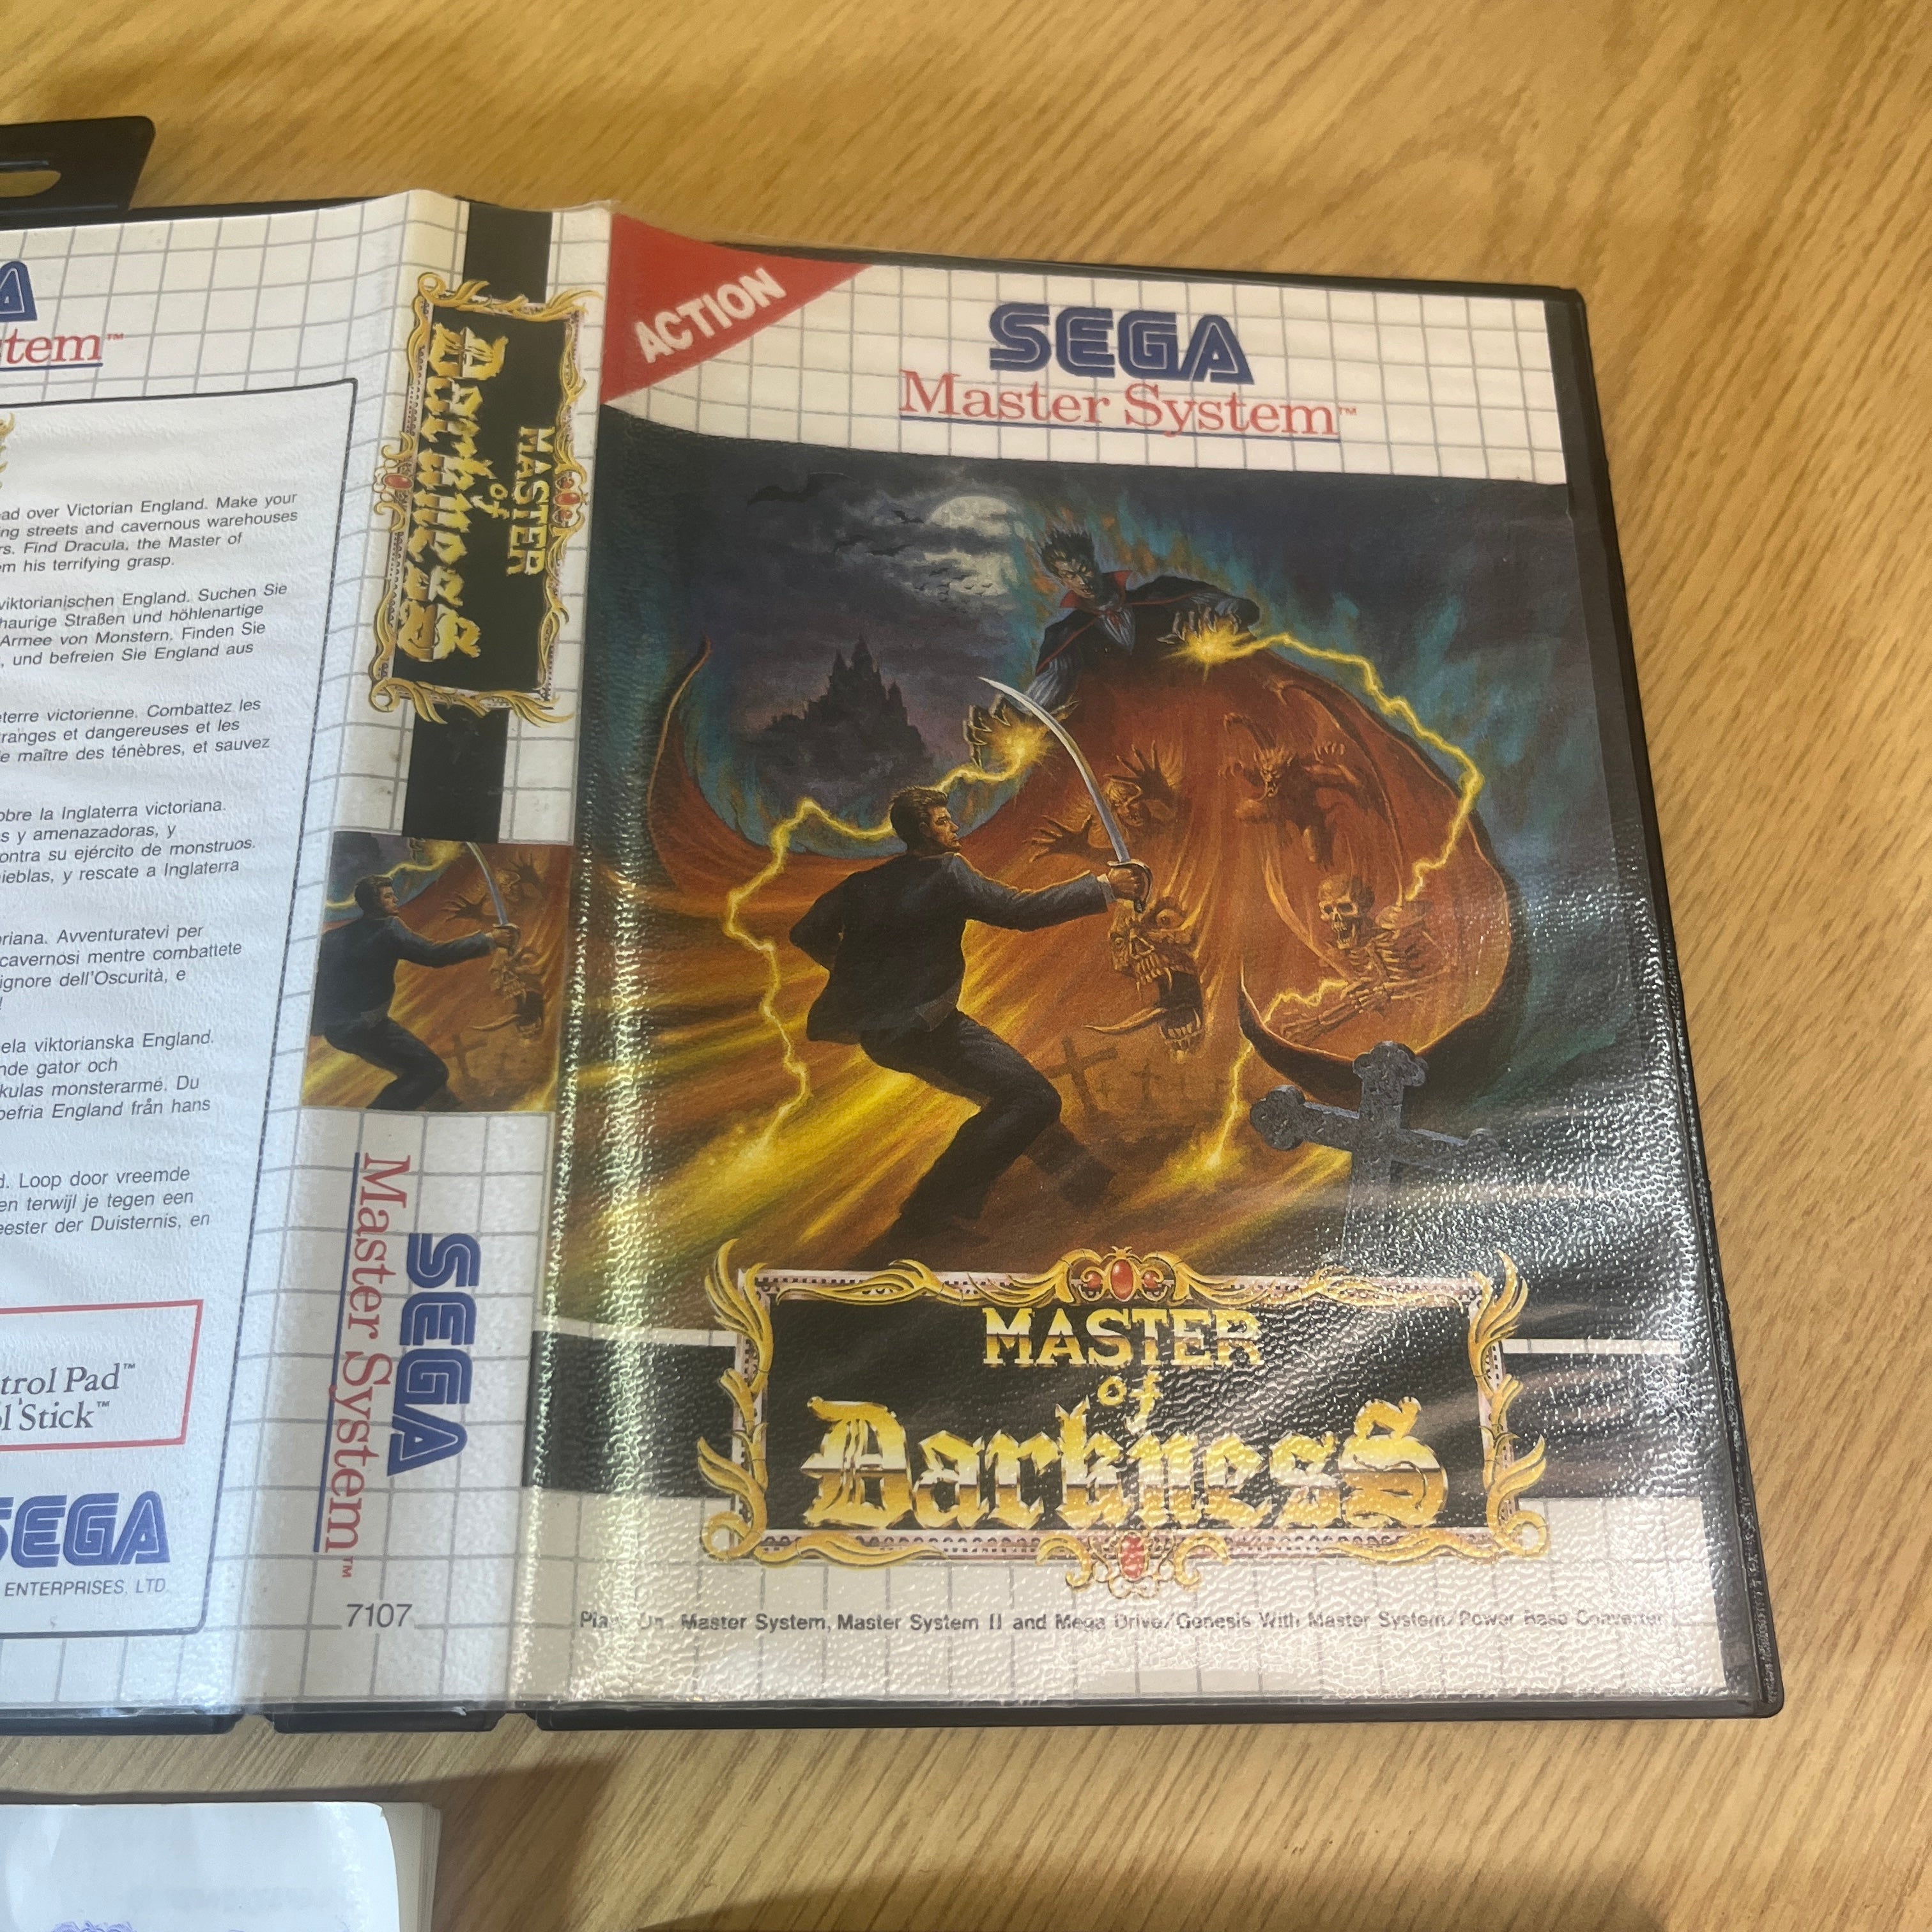 tem™
ad over Victorian England. Make your
ng streets and cavernous warehouses
rs. Find Dracula, the Master of
om his terrifying grasp.
viktorianischen England. Suchen Sie
haurige Straßen und höhlenartige
Armee von Monstern. Finden Sie
, und befreien Sie England aus
eterre victorienne. Combattez les
ranges et dangereuses et les
e maître des ténèbres, et sauvez
obre la Inglaterra victoriana.
s y amenazadoras, y
ontra su ejército de monstruos.
ieblas, y rescate a Inglaterra
oriana. Avventuratevi per
cavernosi mentre combattete
ignore dell'Oscurità, e
!
ela viktorianska England.
nde gator och
kulas monsterarmé. Du
befria England från hans
d. Loop door vreemde
en terwijl je tegen een
eester der Duisternis, en
trol Pad™
ol Stick™
SEGA
ENTERPRISES, LTD.
MASTER
of
Darkness
SEGA
Master System™
7107
ACTION
SEGA
Master System™
MASTER
of
Darkness
On Master System, Master System II and Mega Drive/Genesis With Master System/Power Base Converter